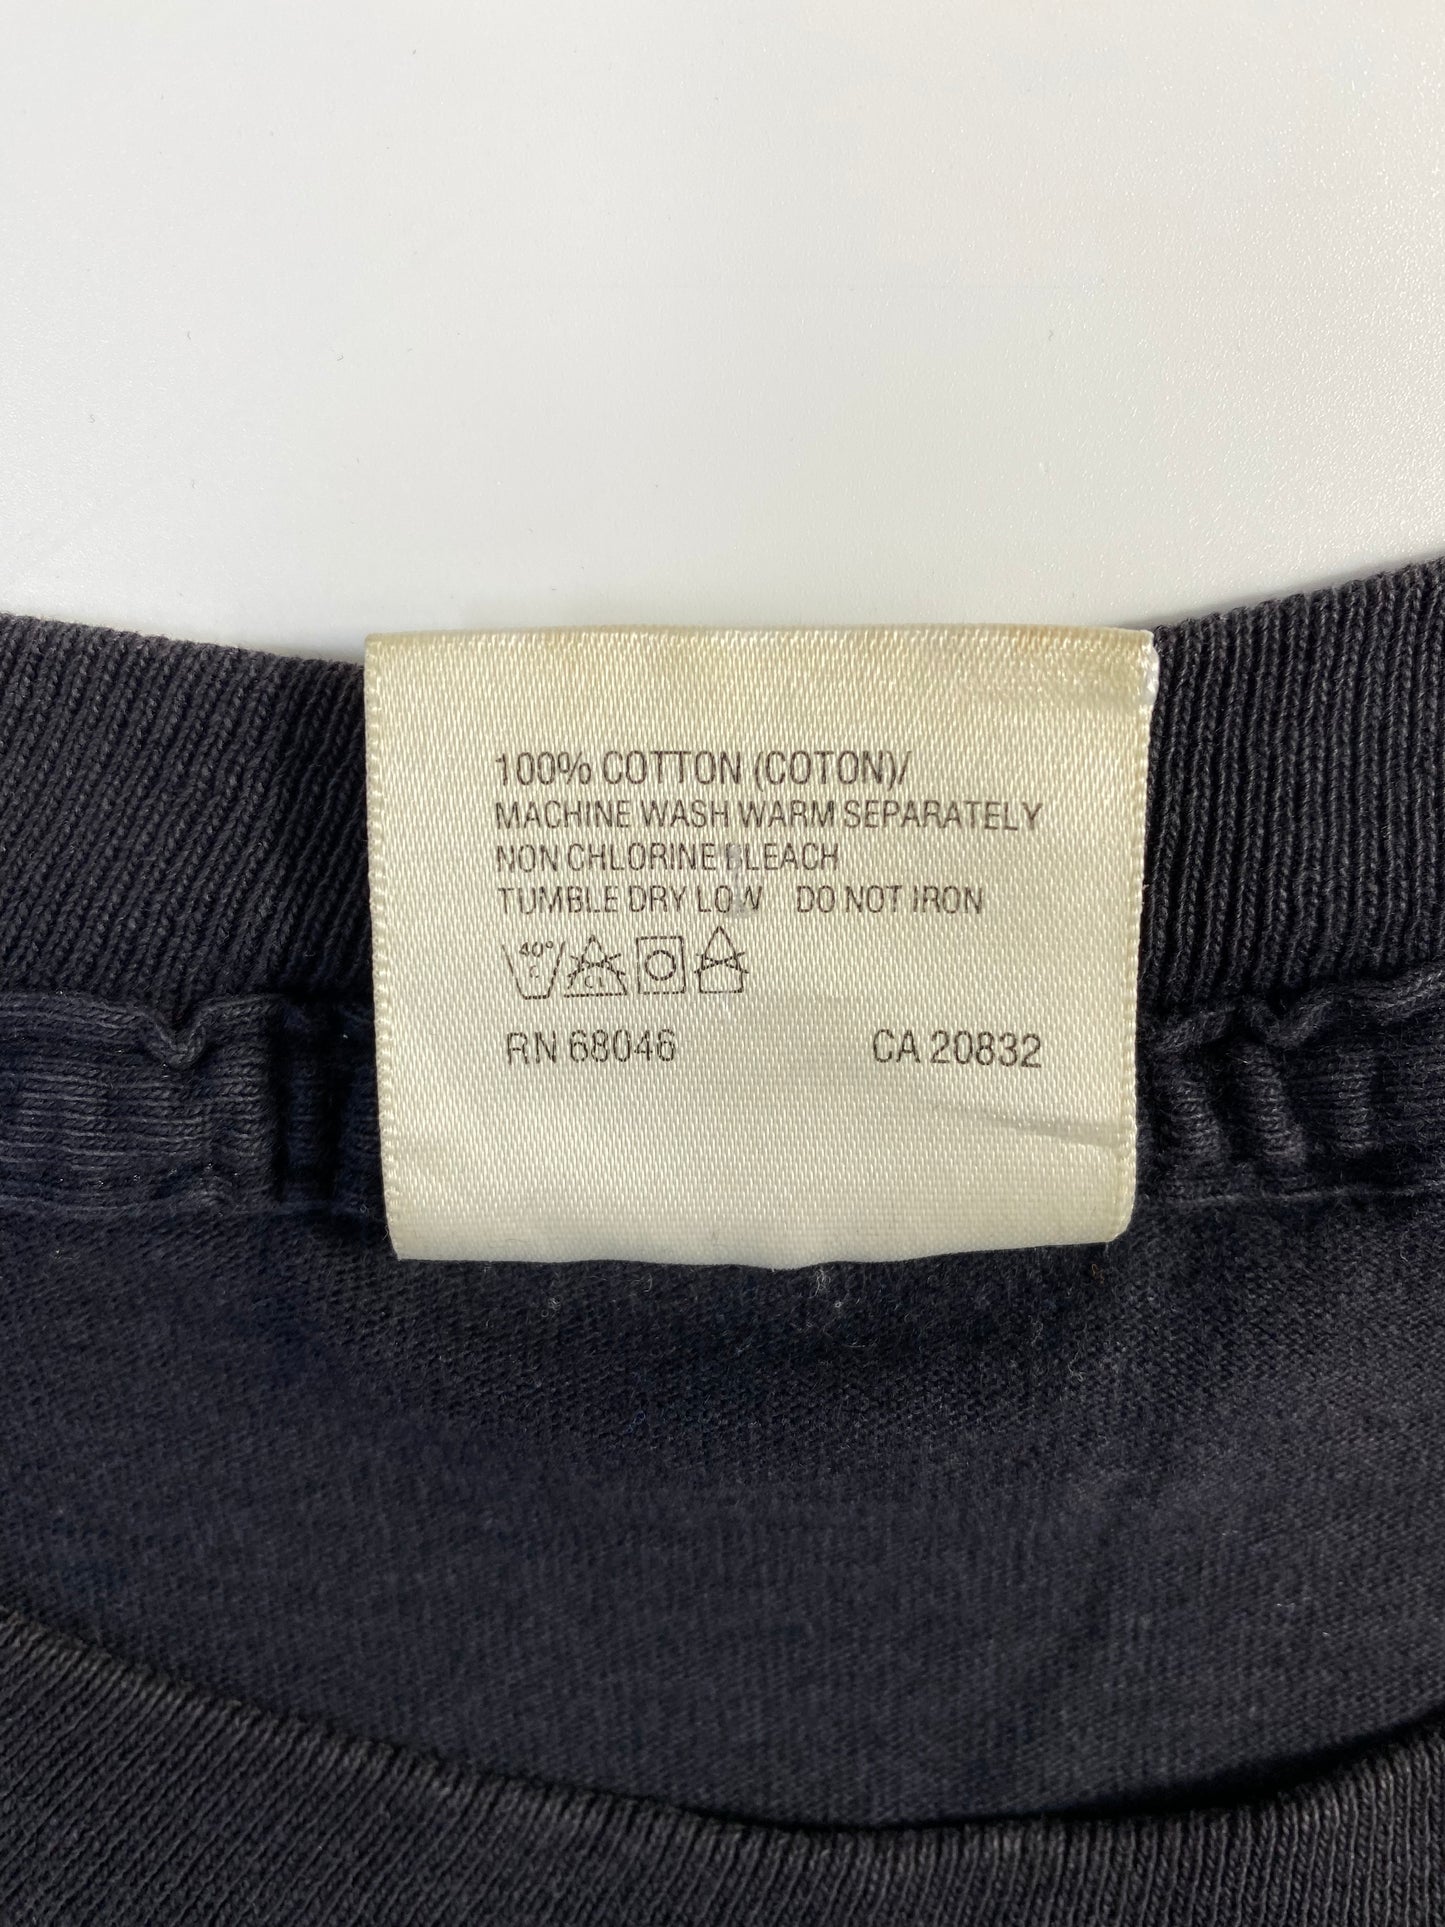 100% COTTON (COTON)/
MACHINE WASH WARM SEPARATELY
NON CHLORINE BLEACH
TUMBLE DRY LOW DO NOT IRON
40° C CL
RN 68046 CA 20832